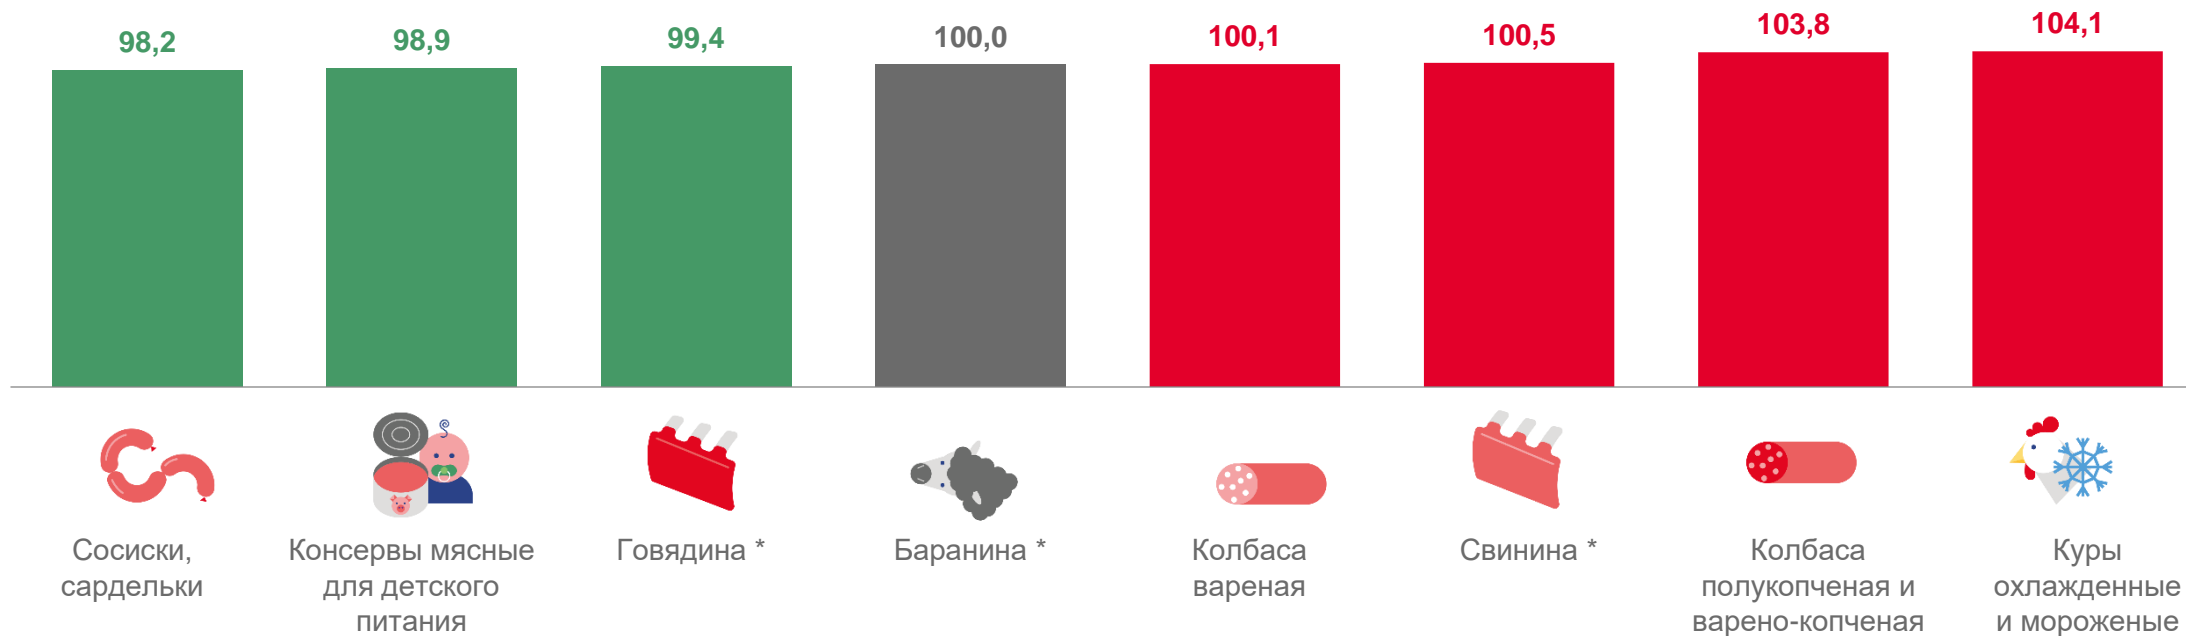 98,2
98,9
99,4
100,0
100,1
100,5
103,8
104,1
Сосиски,
сардельки
Консервы мясные
для детского
питания
Говядина *
Баранина *
Колбаса
вареная
Свинина *
Колбаса
полукопченая и
варено-копченая
Куры
охлажденные
и мороженые